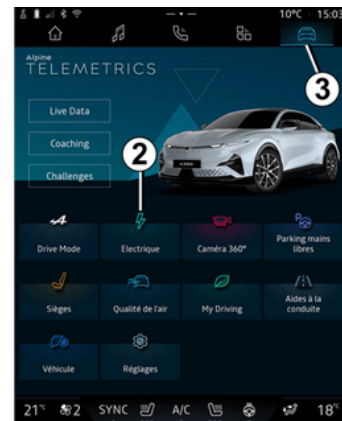 10°C 15:03
Alpine
TELEMETRICS
3
Live Data
Coaching
2
Challenges
Drive Mode
Electrique
Caméra 360°
Parking mains
libres
Sièges
Qualité de l'air
My Driving
Aides à la
conduite
Véhicule
Réglages
21° 2 SYNC A/C 18°